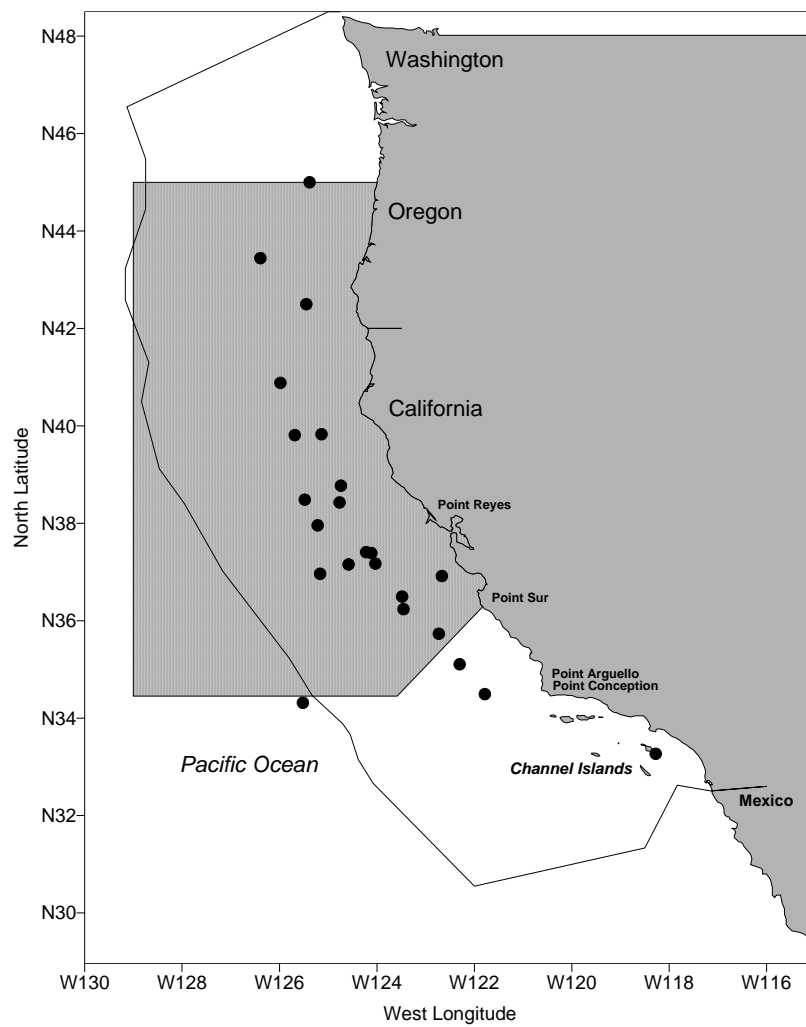 N48
Washington
N46
Oregon
N44
N42
California
N40
Point Reyes
N38
North Latitude
Point Sur
N36
Point Arguello
Point Conception
N34
Pacific Ocean
Channel Islands
Mexico
N32
N30
W130 W128 W126 W124 W122 W120 W118 W116
West Longitude